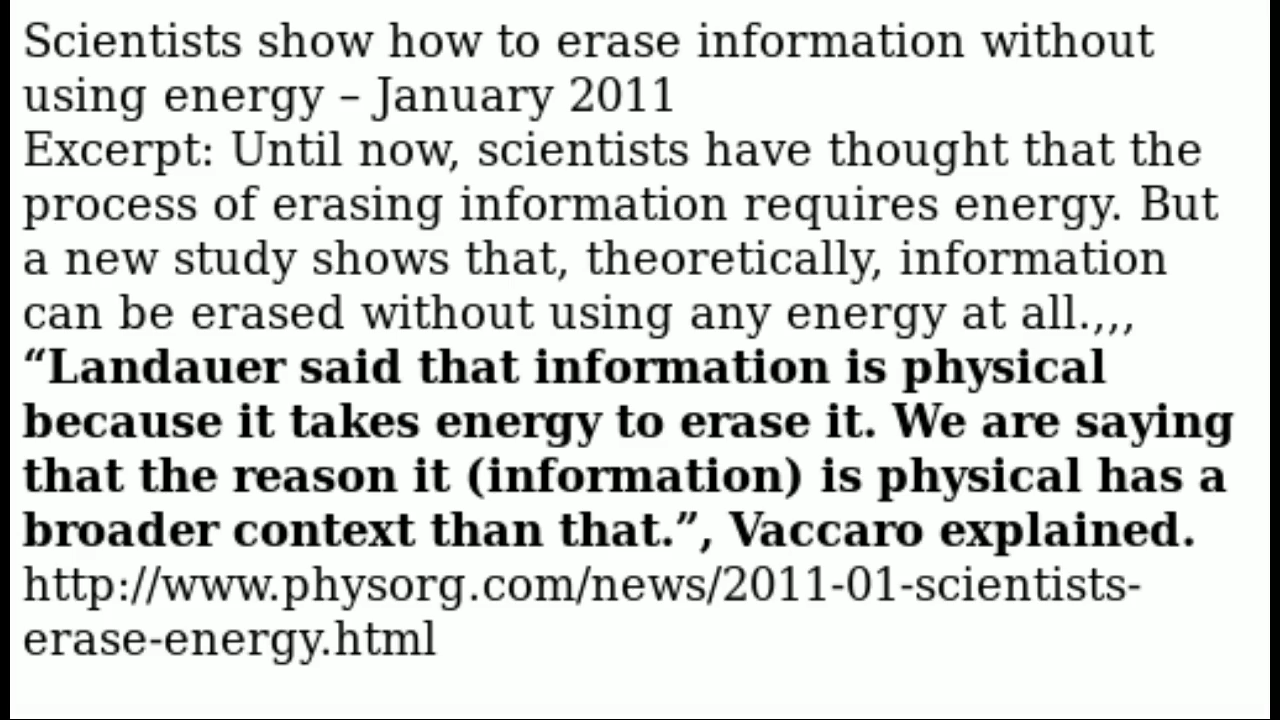 Scientists show how to erase information without
using energy – January 2011
Excerpt: Until now, scientists have thought that the
process of erasing information requires energy. But
a new study shows that, theoretically, information
can be erased without using any energy at all.,,,
“Landauer said that information is physical
because it takes energy to erase it. We are saying
that the reason it (information) is physical has a
broader context than that.”, Vaccaro explained.
http://www.physorg.com/news/2011-01-scientists-
erase-energy.html